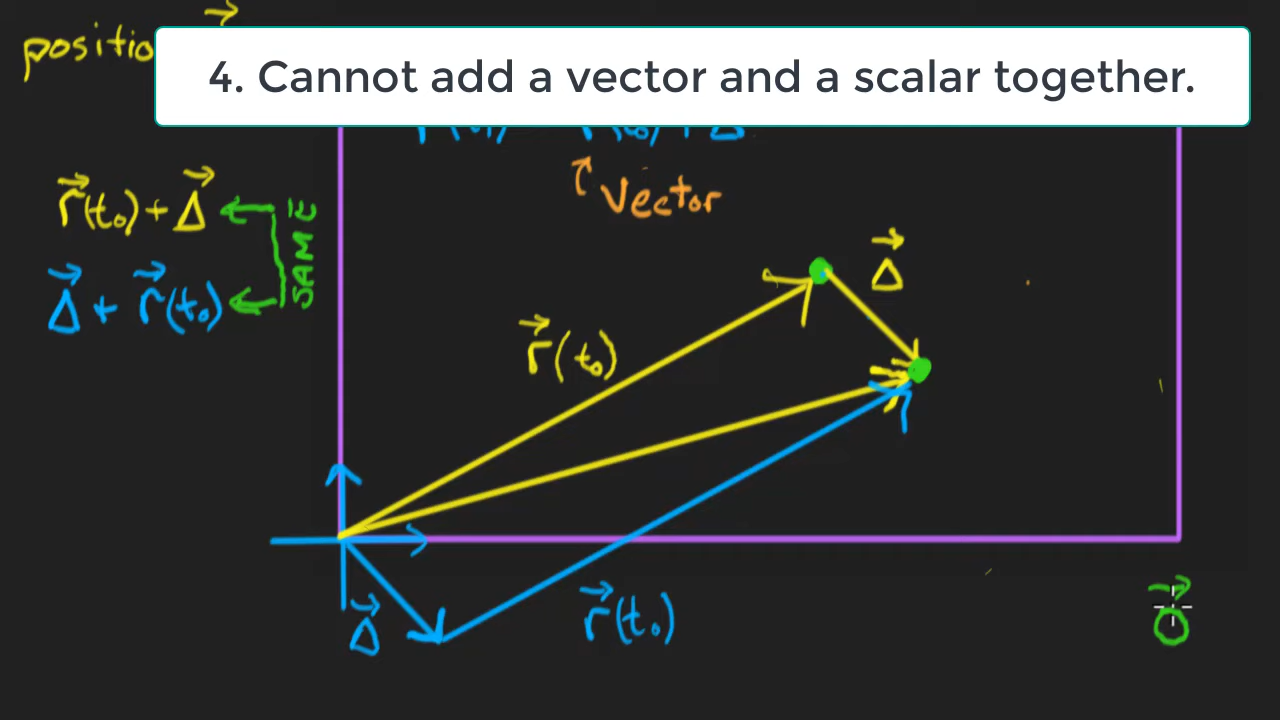 positio
4. Cannot add a vector and a scalar together.
Vector
r⃗(t₀) + Δ⃗
SAME
Δ⃗ + r⃗(t₀)
Δ⃗
r⃗(t₀)
Δ⃗
r⃗(t₀)
0⃗